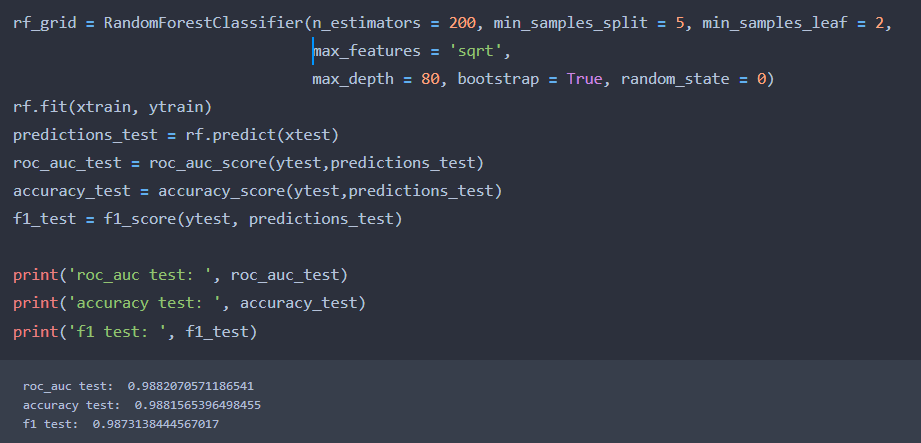 rf_grid = RandomForestClassifier(n_estimators = 200, min_samples_split = 5, min_samples_leaf = 2,
max_features = 'sqrt',
max_depth = 80, bootstrap = True, random_state = 0)
rf.fit(xtrain, ytrain)
predictions_test = rf.predict(xtest)
roc_auc_test = roc_auc_score(ytest,predictions_test)
accuracy_test = accuracy_score(ytest,predictions_test)
f1_test = f1_score(ytest, predictions_test)
print('roc_auc test: ', roc_auc_test)
print('accuracy test: ', accuracy_test)
print('f1 test: ', f1_test)
roc_auc test:  0.9882070571186541
accuracy test:  0.9881565396498455
f1 test:  0.9873138444567017